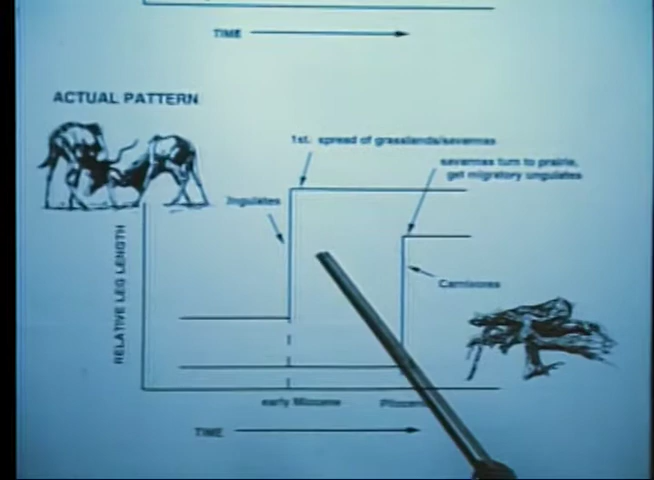 TIME
ACTUAL PATTERN
1st. spread of grasslands/savannas
savannas turn to prairie,
get migratory ungulates
Ungulates
RELATIVE LEG LENGTH
Carnivores
early Miocene
TIME